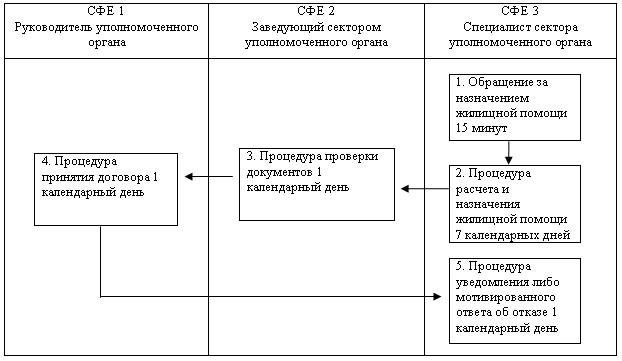 СФЕ 1
Руководитель уполномоченного
органа
СФЕ 2
Заведующий сектором
уполномоченного органа
СФЕ 3
Специалист сектора
уполномоченного органа
1. Обращение за
назначением
жилищной помощи
15 минут
2. Процедура
расчета и
назначения
жилищной помощи
7 календарных дней
3. Процедура проверки
документов 1
календарный день
4. Процедура
принятия договора 1
календарный день
5. Процедура
уведомления либо
мотивированного
ответа об отказе 1
календарный день